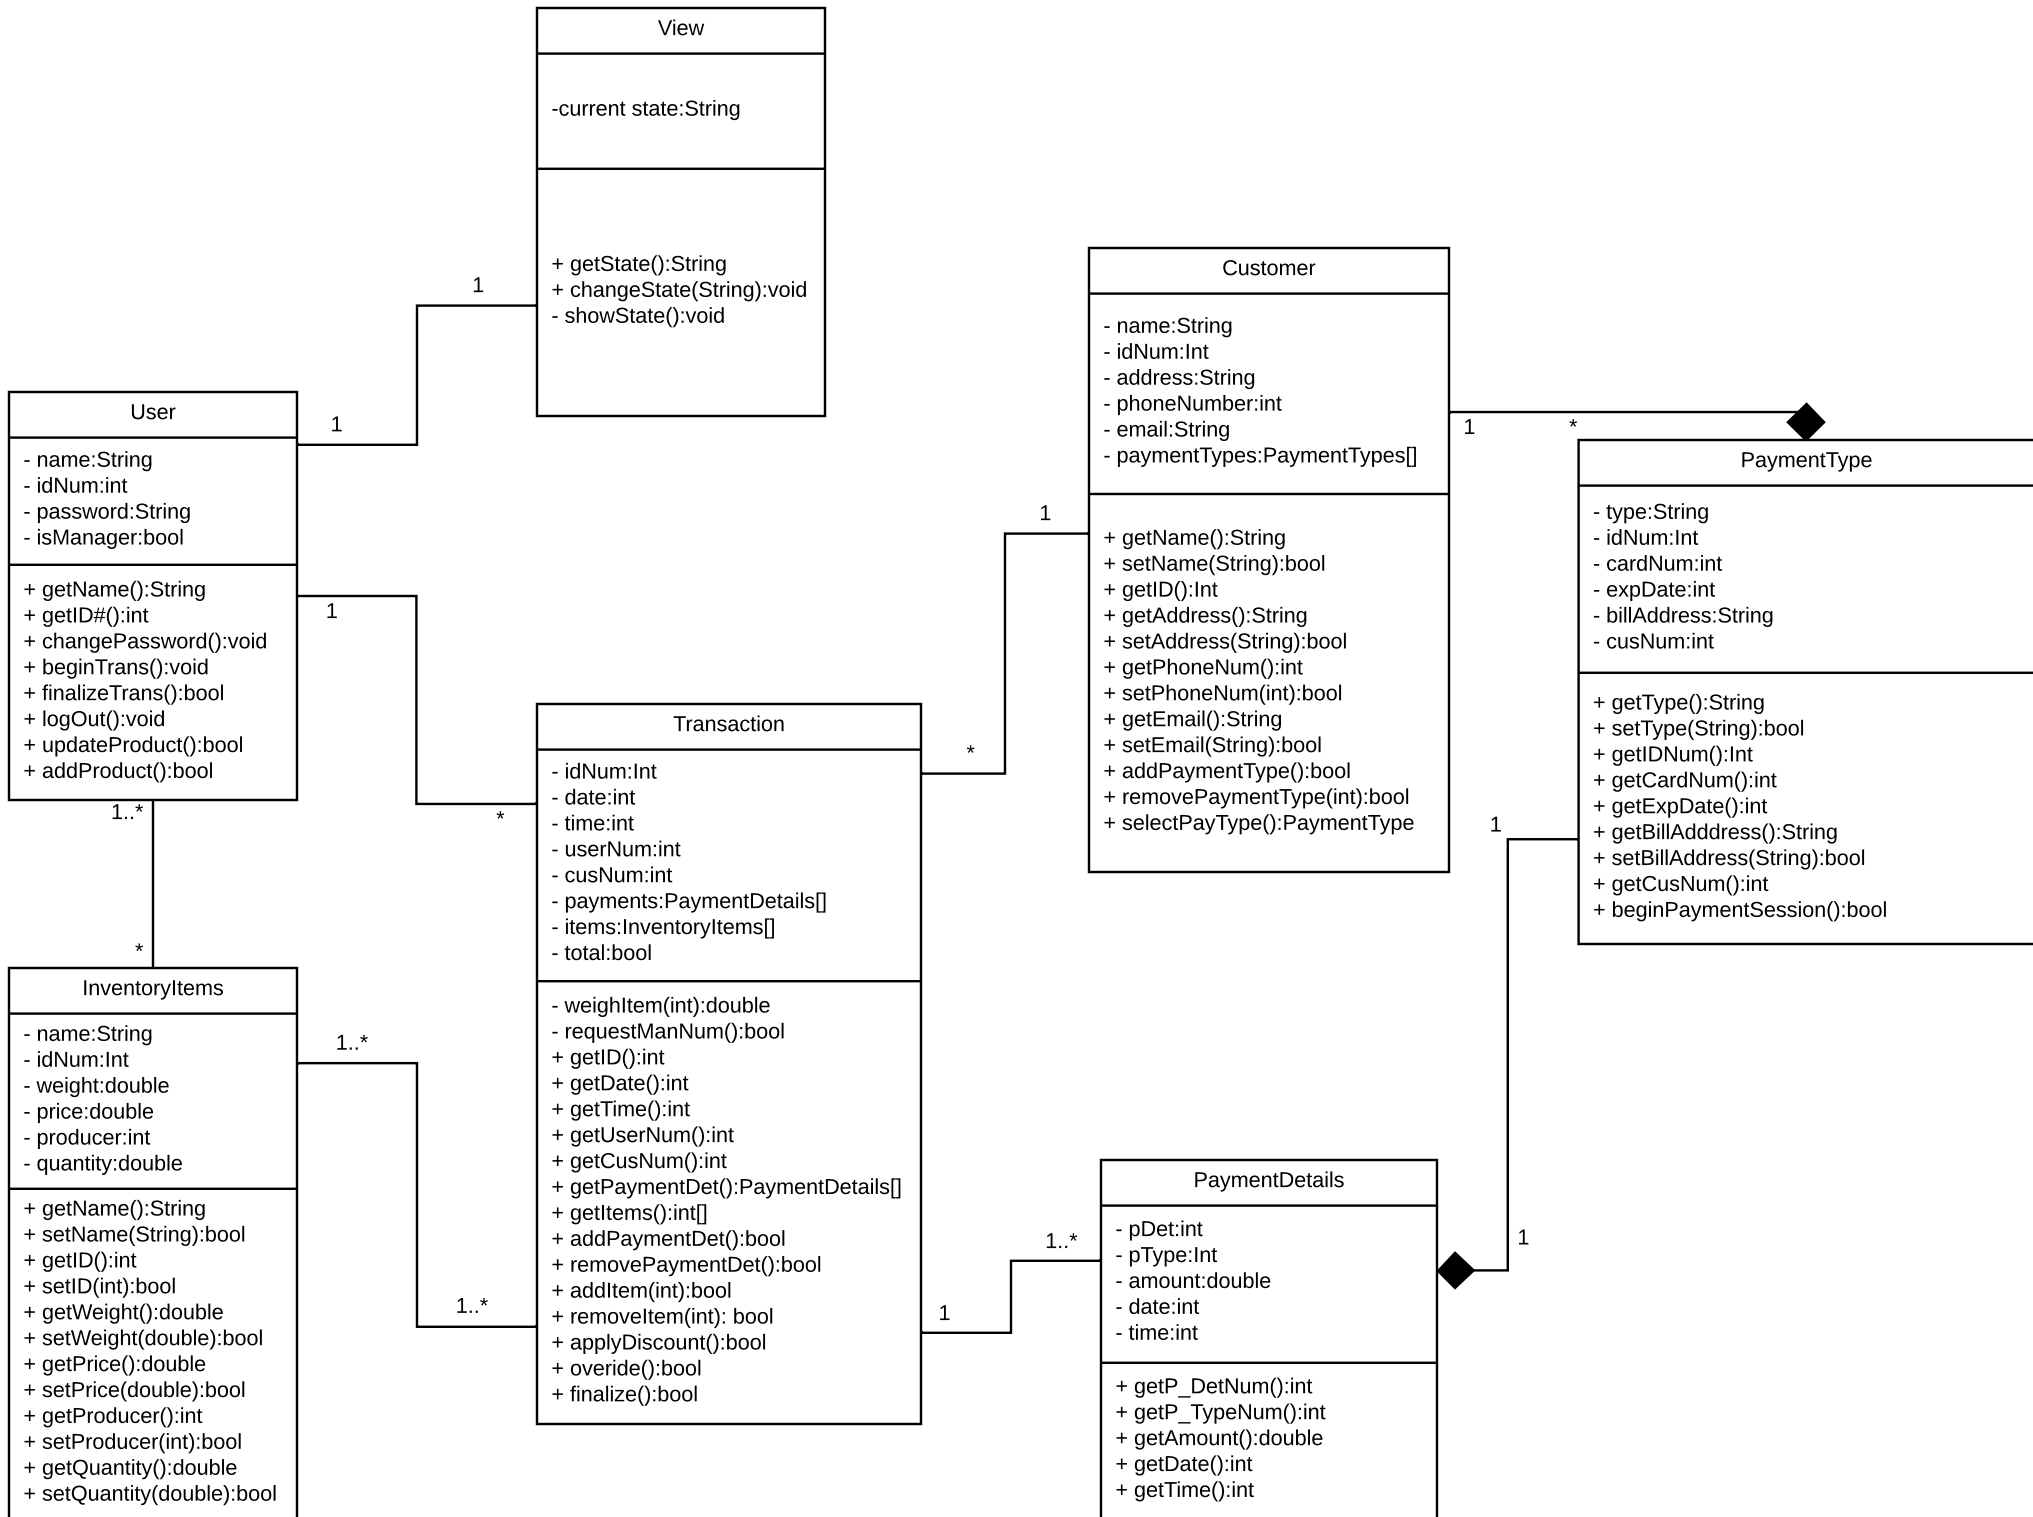 View
-current state:String
+ getState():String
+ changeState(String):void
- showState():void
1
1
User
- name:String
- idNum:int
- password:String
- isManager:bool
+ getName():String
+ getID#():int
+ changePassword():void
+ beginTrans():void
+ finalizeTrans():bool
+ logOut():void
+ updateProduct():bool
+ addProduct():bool
1
*
1..*
*
InventoryItems
- name:String
- idNum:Int
- weight:double
- price:double
- producer:int
- quantity:double
+ getName():String
+ setName(String):bool
+ getID():int
+ setID(int):bool
+ getWeight():double
+ setWeight(double):bool
+ getPrice():double
+ setPrice(double):bool
+ getProducer():int
+ setProducer(int):bool
+ getQuantity():double
+ setQuantity(double):bool
1..*
1..*
Transaction
- idNum:Int
- date:int
- time:int
- userNum:int
- cusNum:int
- payments:PaymentDetails[]
- items:InventoryItems[]
- total:bool
- weighItem(int):double
- requestManNum():bool
+ getID():int
+ getDate():int
+ getTime():int
+ getUserNum():int
+ getCusNum():int
+ getPaymentDet():PaymentDetails[]
+ getItems():int[]
+ addPaymentDet():bool
+ removePaymentDet():bool
+ addItem(int):bool
+ removeItem(int): bool
+ applyDiscount():bool
+ overide():bool
+ finalize():bool
*
1
1
1..*
Customer
- name:String
- idNum:Int
- address:String
- phoneNumber:int
- email:String
- paymentTypes:PaymentTypes[]
+ getName():String
+ setName(String):bool
+ getID():Int
+ getAddress():String
+ setAddress(String):bool
+ getPhoneNum():int
+ setPhoneNum(int):bool
+ getEmail():String
+ setEmail(String):bool
+ addPaymentType():bool
+ removePaymentType(int):bool
+ selectPayType():PaymentType
1
*
PaymentType
- type:String
- idNum:Int
- cardNum:int
- expDate:int
- billAddress:String
- cusNum:int
+ getType():String
+ setType(String):bool
+ getIDNum():Int
+ getCardNum():int
+ getExpDate():int
+ getBillAdddress():String
+ setBillAddress(String):bool
+ getCusNum():int
+ beginPaymentSession():bool
1
1
PaymentDetails
- pDet:int
- pType:Int
- amount:double
- date:int
- time:int
+ getP_DetNum():int
+ getP_TypeNum():int
+ getAmount():double
+ getDate():int
+ getTime():int